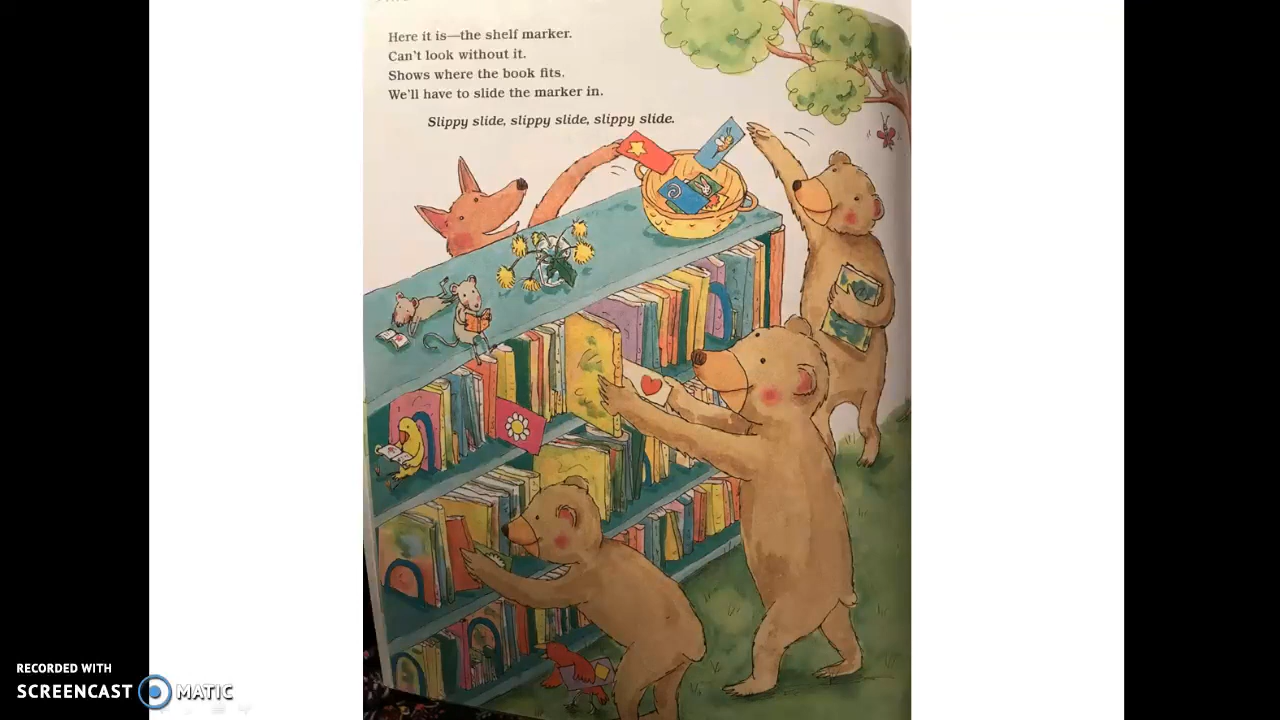 Here it is—the shelf marker.
Can't look without it.
Shows where the book fits.
We'll have to slide the marker in.
Slippy slide, slippy slide, slippy slide.
RECORDED WITH
SCREENCAST MATIC